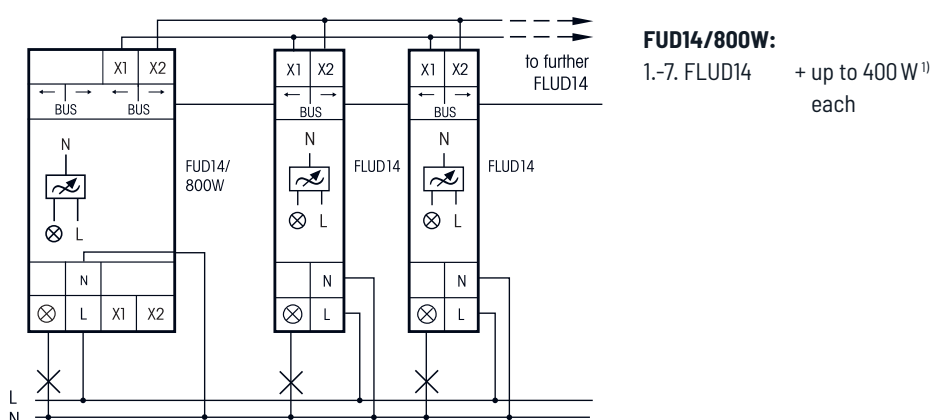 FUD14/800W:
1.-7. FLUD14 + up to 400 W ¹⁾
each
to further
FLUD14
X1 X2
X1 X2
X1 X2
BUS BUS
BUS
BUS
N
N
N
FUD14/
800W
FLUD14
FLUD14
L
L
L
N
N
N
L X1 X2
L
L
L
N